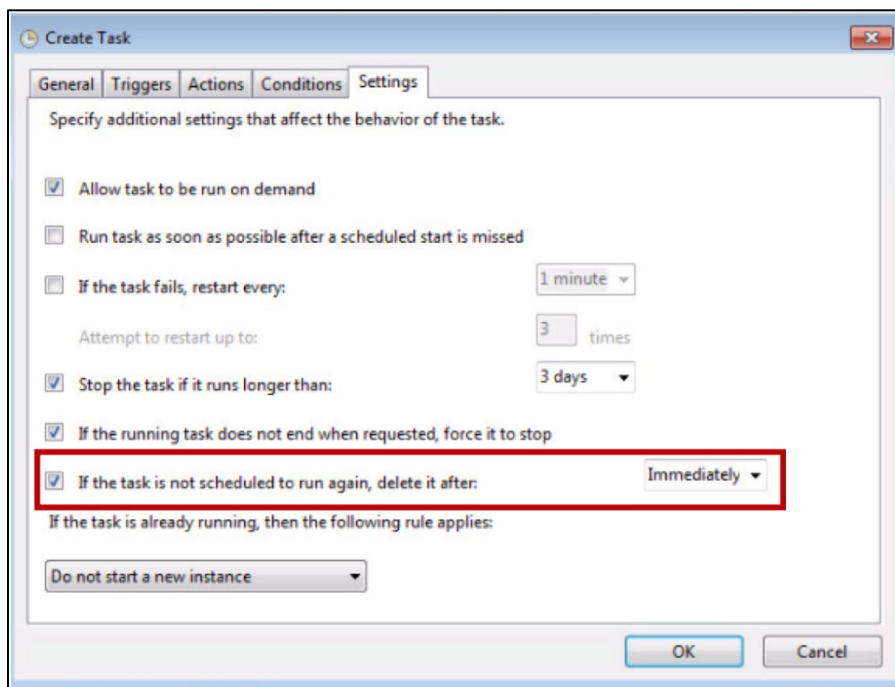 Create Task
General Triggers Actions Conditions Settings
Specify additional settings that affect the behavior of the task.
Allow task to be run on demand
Run task as soon as possible after a scheduled start is missed
If the task fails, restart every: 1 minute
Attempt to restart up to: 3 times
Stop the task if it runs longer than: 3 days
If the running task does not end when requested, force it to stop
If the task is not scheduled to run again, delete it after: Immediately
If the task is already running, then the following rule applies:
Do not start a new instance
OK Cancel